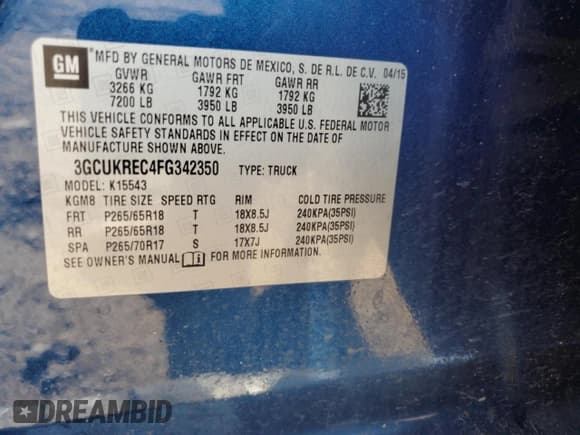 GM
MFD BY GENERAL MOTORS DE MEXICO, S. DE R.L. DE C.V. 04/15
GVWR GAWR FRT GAWR RR
3266 KG 1792 KG 1792 KG
7200 LB 3950 LB 3950 LB
THIS VEHICLE CONFORMS TO ALL APPLICABLE U.S. FEDERAL MOTOR
VEHICLE SAFETY STANDARDS IN EFFECT ON THE DATE OF
MANUFACTURE SHOWN ABOVE.
3GCUKREC4FG342350 TYPE: TRUCK
MODEL: K15543
KGM8 TIRE SIZE SPEED RTG RIM COLD TIRE PRESSURE
FRT P265/65R18 T 18X8.5J 240KPA(35PSI)
RR P265/65R18 T 18X8.5J 240KPA(35PSI)
SPA P265/70R17 S 17X7J 240KPA(35PSI)
SEE OWNER'S MANUAL FOR MORE INFORMATION.
DREAMBID